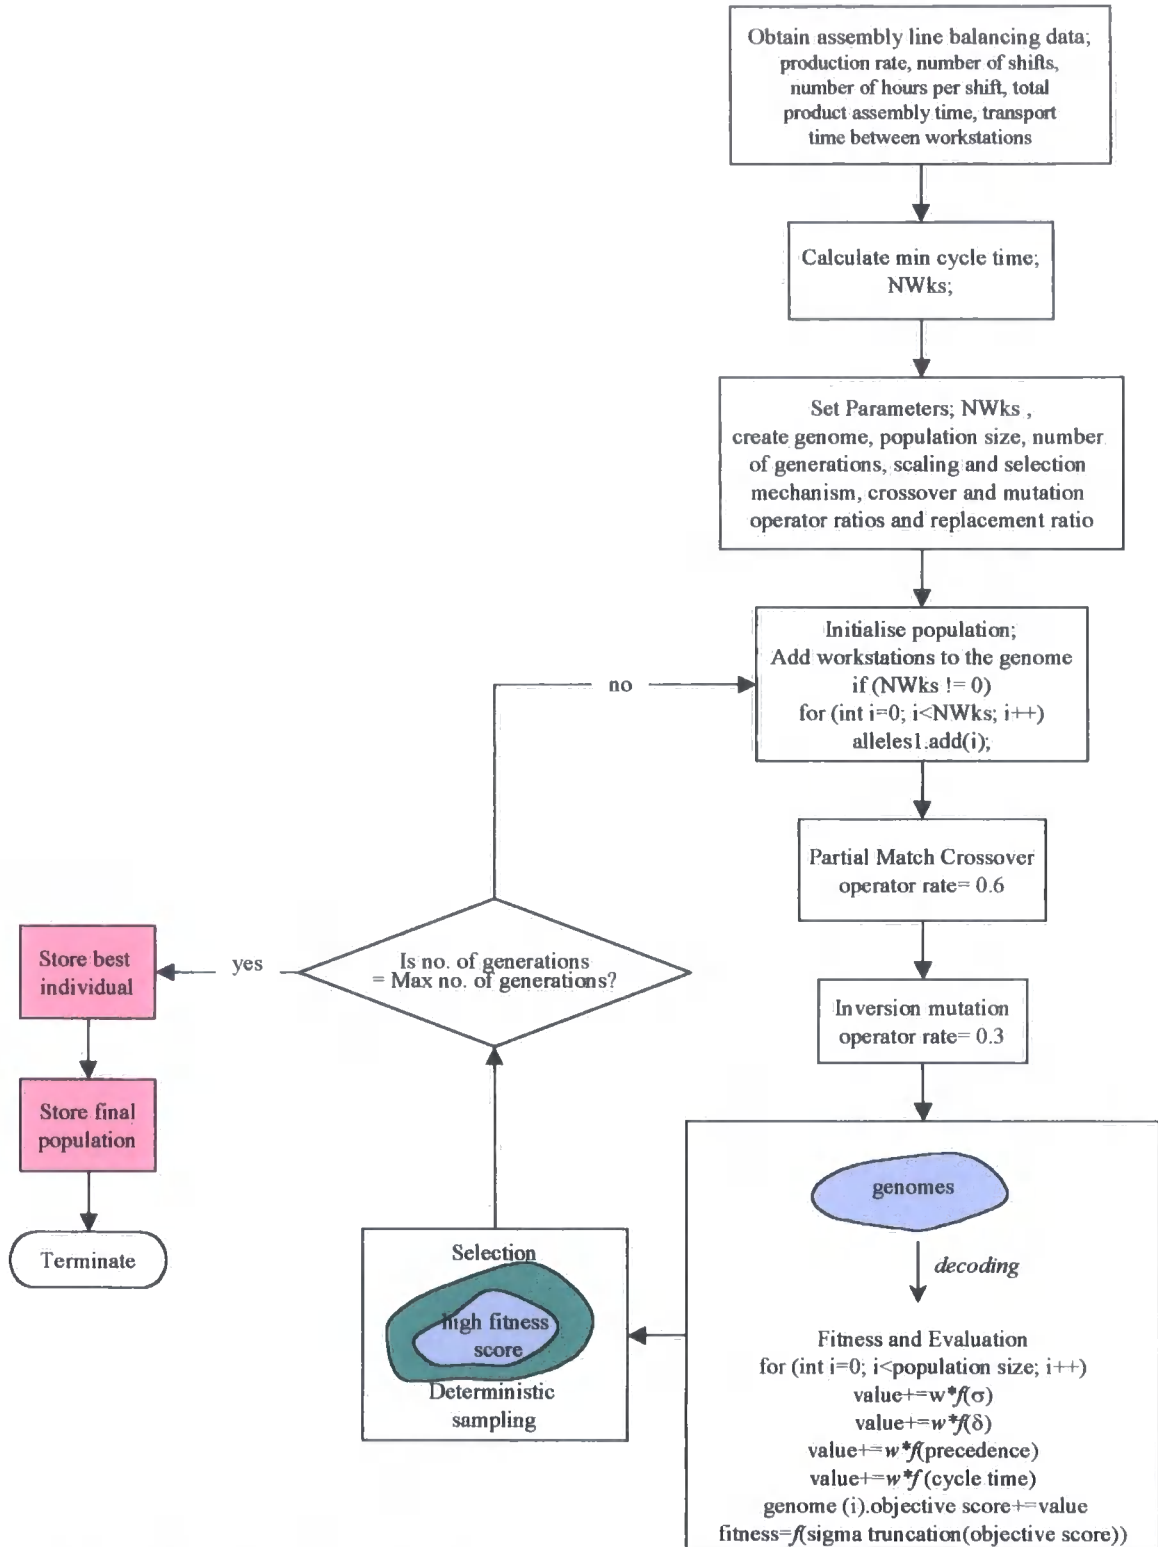 Obtain assembly line balancing data;
production rate, number of shifts,
number of hours per shift, total
product assembly time, transport
time between workstations
Calculate min cycle time;
NWks;
Set Parameters; NWks ,
create genome, population size, number
of generations, scaling and selection
mechanism, crossover and mutation
operator ratios and replacement ratio
Initialise population;
Add workstations to the genome
if (NWks != 0)
for (int i=0; i<NWks; i++)
alleles1.add(i);
no
Partial Match Crossover
operator rate= 0.6
Inversion mutation
operator rate= 0.3
genomes
decoding
Fitness and Evaluation
for (int i=0; i<population size; i++)
value+=w*f(σ)
value+=w*f(δ)
value+=w*f(precedence)
value+=w*f (cycle time)
genome (i).objective score+=value
fitness=f(sigma truncation(objective score))
Selection
high fitness
score
Deterministic
sampling
Is no. of generations
= Max no. of generations?
yes
Store best
individual
Store final
population
Terminate